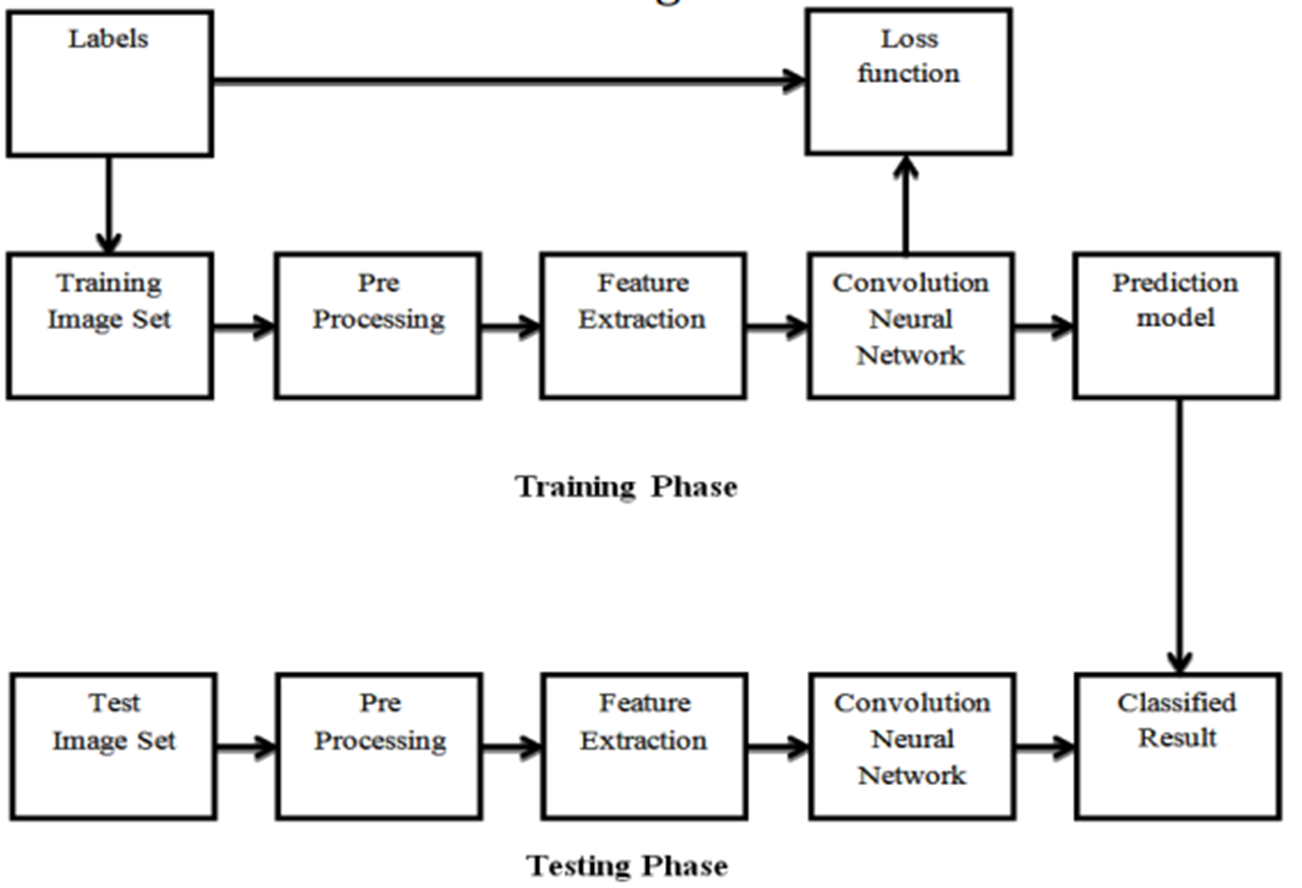 Labels
Loss
function
Training
Image Set
Pre
Processing
Feature
Extraction
Convolution
Neural
Network
Prediction
model
Training Phase
Test
Image Set
Pre
Processing
Feature
Extraction
Convolution
Neural
Network
Classified
Result
Testing Phase